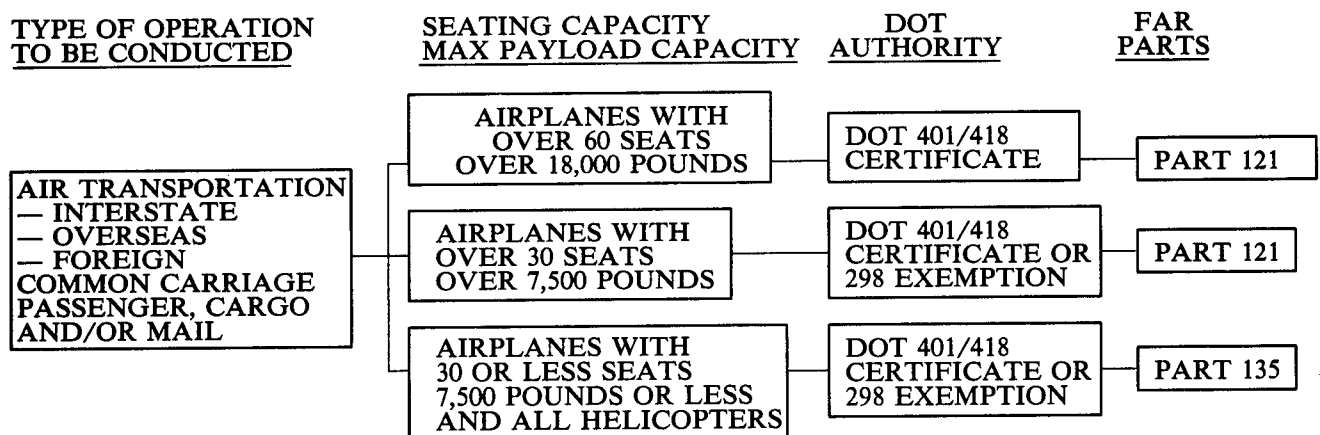 TYPE OF OPERATION
TO BE CONDUCTED
SEATING CAPACITY
MAX PAYLOAD CAPACITY
DOT
AUTHORITY
FAR
PARTS
AIR TRANSPORTATION
— INTERSTATE
— OVERSEAS
— FOREIGN
COMMON CARRIAGE
PASSENGER, CARGO
AND/OR MAIL
AIRPLANES WITH
OVER 60 SEATS
OVER 18,000 POUNDS
DOT 401/418
CERTIFICATE
PART 121
AIRPLANES WITH
OVER 30 SEATS
OVER 7,500 POUNDS
DOT 401/418
CERTIFICATE OR
298 EXEMPTION
PART 121
AIRPLANES WITH
30 OR LESS SEATS
7,500 POUNDS OR LESS
AND ALL HELICOPTERS
DOT 401/418
CERTIFICATE OR
298 EXEMPTION
PART 135